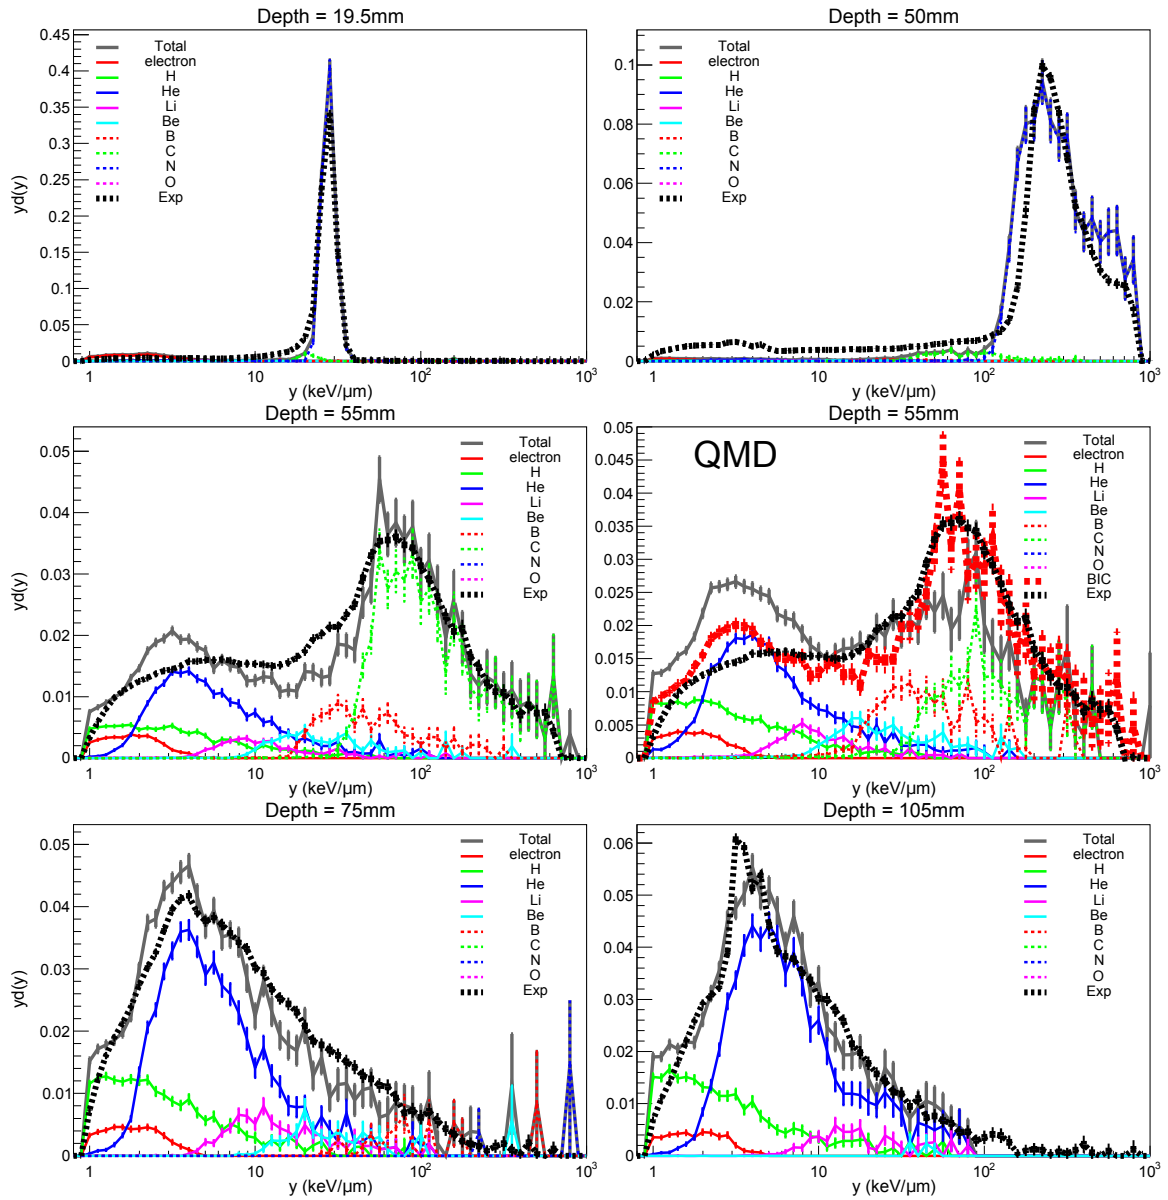 Depth = 19.5mm
yd(y)
0.45
0.4
0.35
0.3
0.25
0.2
0.15
0.1
0.05
0
Total
electron
H
He
Li
Be
B
C
N
O
Exp
1
10
10²
10³
y (keV/μm)
Depth = 50mm
0.1
0.08
0.06
0.04
0.02
0
Total
electron
H
He
Li
Be
B
C
N
O
Exp
1
10
10²
10³
y (keV/μm)
Depth = 55mm
yd(y)
0.05
0.04
0.03
0.02
0.01
0
Total
electron
H
He
Li
Be
B
C
N
O
Exp
1
10
10²
10³
y (keV/μm)
Depth = 55mm
QMD
0.05
0.045
0.04
0.035
0.03
0.025
0.02
0.015
0.01
0.005
0
Total
electron
H
He
Li
Be
B
C
N
O
BIC
Exp
1
10
10²
10³
y (keV/μm)
Depth = 75mm
yd(y)
0.05
0.04
0.03
0.02
0.01
0
Total
electron
H
He
Li
Be
B
C
N
O
Exp
1
10
10²
10³
y (keV/μm)
Depth = 105mm
0.06
0.05
0.04
0.03
0.02
0.01
0
Total
electron
H
He
Li
Be
B
C
N
O
Exp
1
10
10²
10³
y (keV/μm)